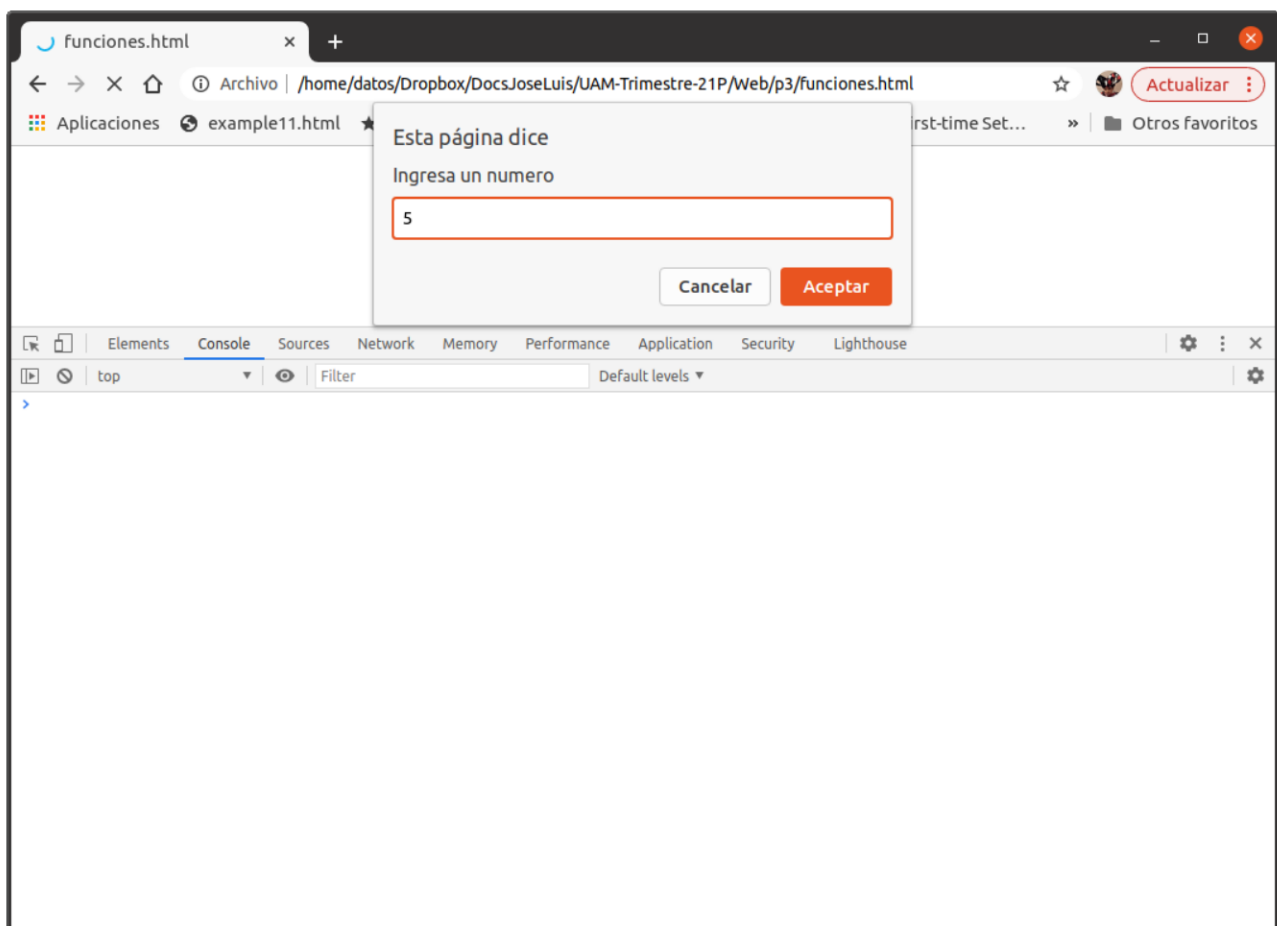 funciones.html
Archivo | /home/datos/Dropbox/DocsJoseLuis/UAM-Trimestre-21P/Web/p3/funciones.html
Actualizar
Aplicaciones example11.html irst-time Set... » Otros favoritos
Esta página dice
Ingresa un numero
5
Cancelar Aceptar
Elements Console Sources Network Memory Performance Application Security Lighthouse
top Filter Default levels